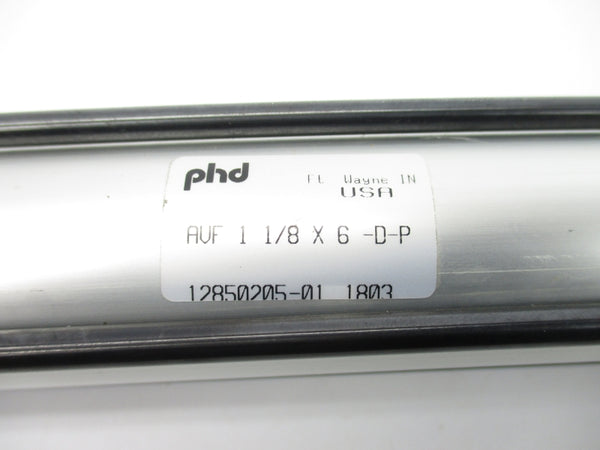 phd Ft Wayne IN
USA
AVF 1 1/8 X 6 -D-P
12850205-01 1803